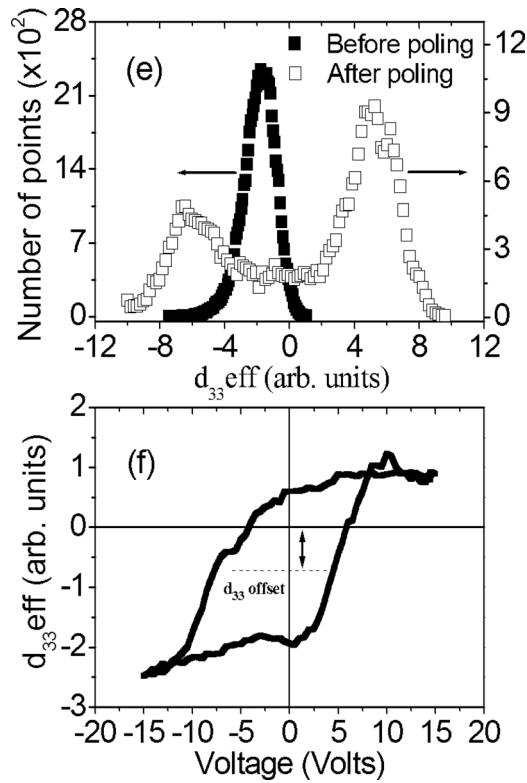 (e)
Before poling
After poling
Number of points (x10²)
28
21
14
7
0
12
9
6
3
0
-12 -8 -4 0 4 8 12
d₃₃eff (arb. units)
(f)
d₃₃eff (arb. units)
1
0
-1
-2
-3
d₃₃ offset
-20 -15 -10 -5 0 5 10 15 20
Voltage (Volts)